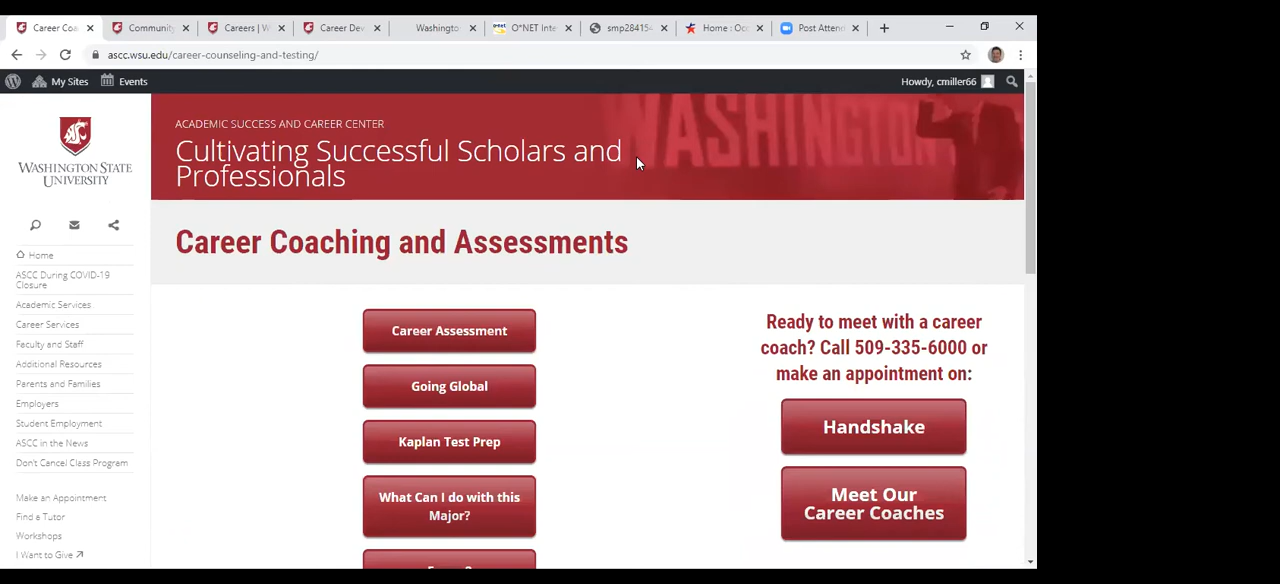 Career Coa
Community
Careers | W
Career Dev
Washingto
O*NET Inte
smp28415
Home : Occ
Post Attend
ascc.wsu.edu/career-counseling-and-testing/
My Sites
Events
Howdy, cmiller66
WASHINGTON STATE
UNIVERSITY
ACADEMIC SUCCESS AND CAREER CENTER
Cultivating Successful Scholars and
Professionals
WASHINGTON
Career Coaching and Assessments
Home
ASCC During COVID-19
Closure
Academic Services
Career Services
Faculty and Staff
Additional Resources
Parents and Families
Employers
Student Employment
ASCC in the News
Don't Cancel Class Program
Make an Appointment
Find a Tutor
Workshops
I Want to Give
Career Assessment
Going Global
Kaplan Test Prep
What Can I do with this
Major?
Ready to meet with a career
coach? Call 509-335-6000 or
make an appointment on:
Handshake
Meet Our
Career Coaches